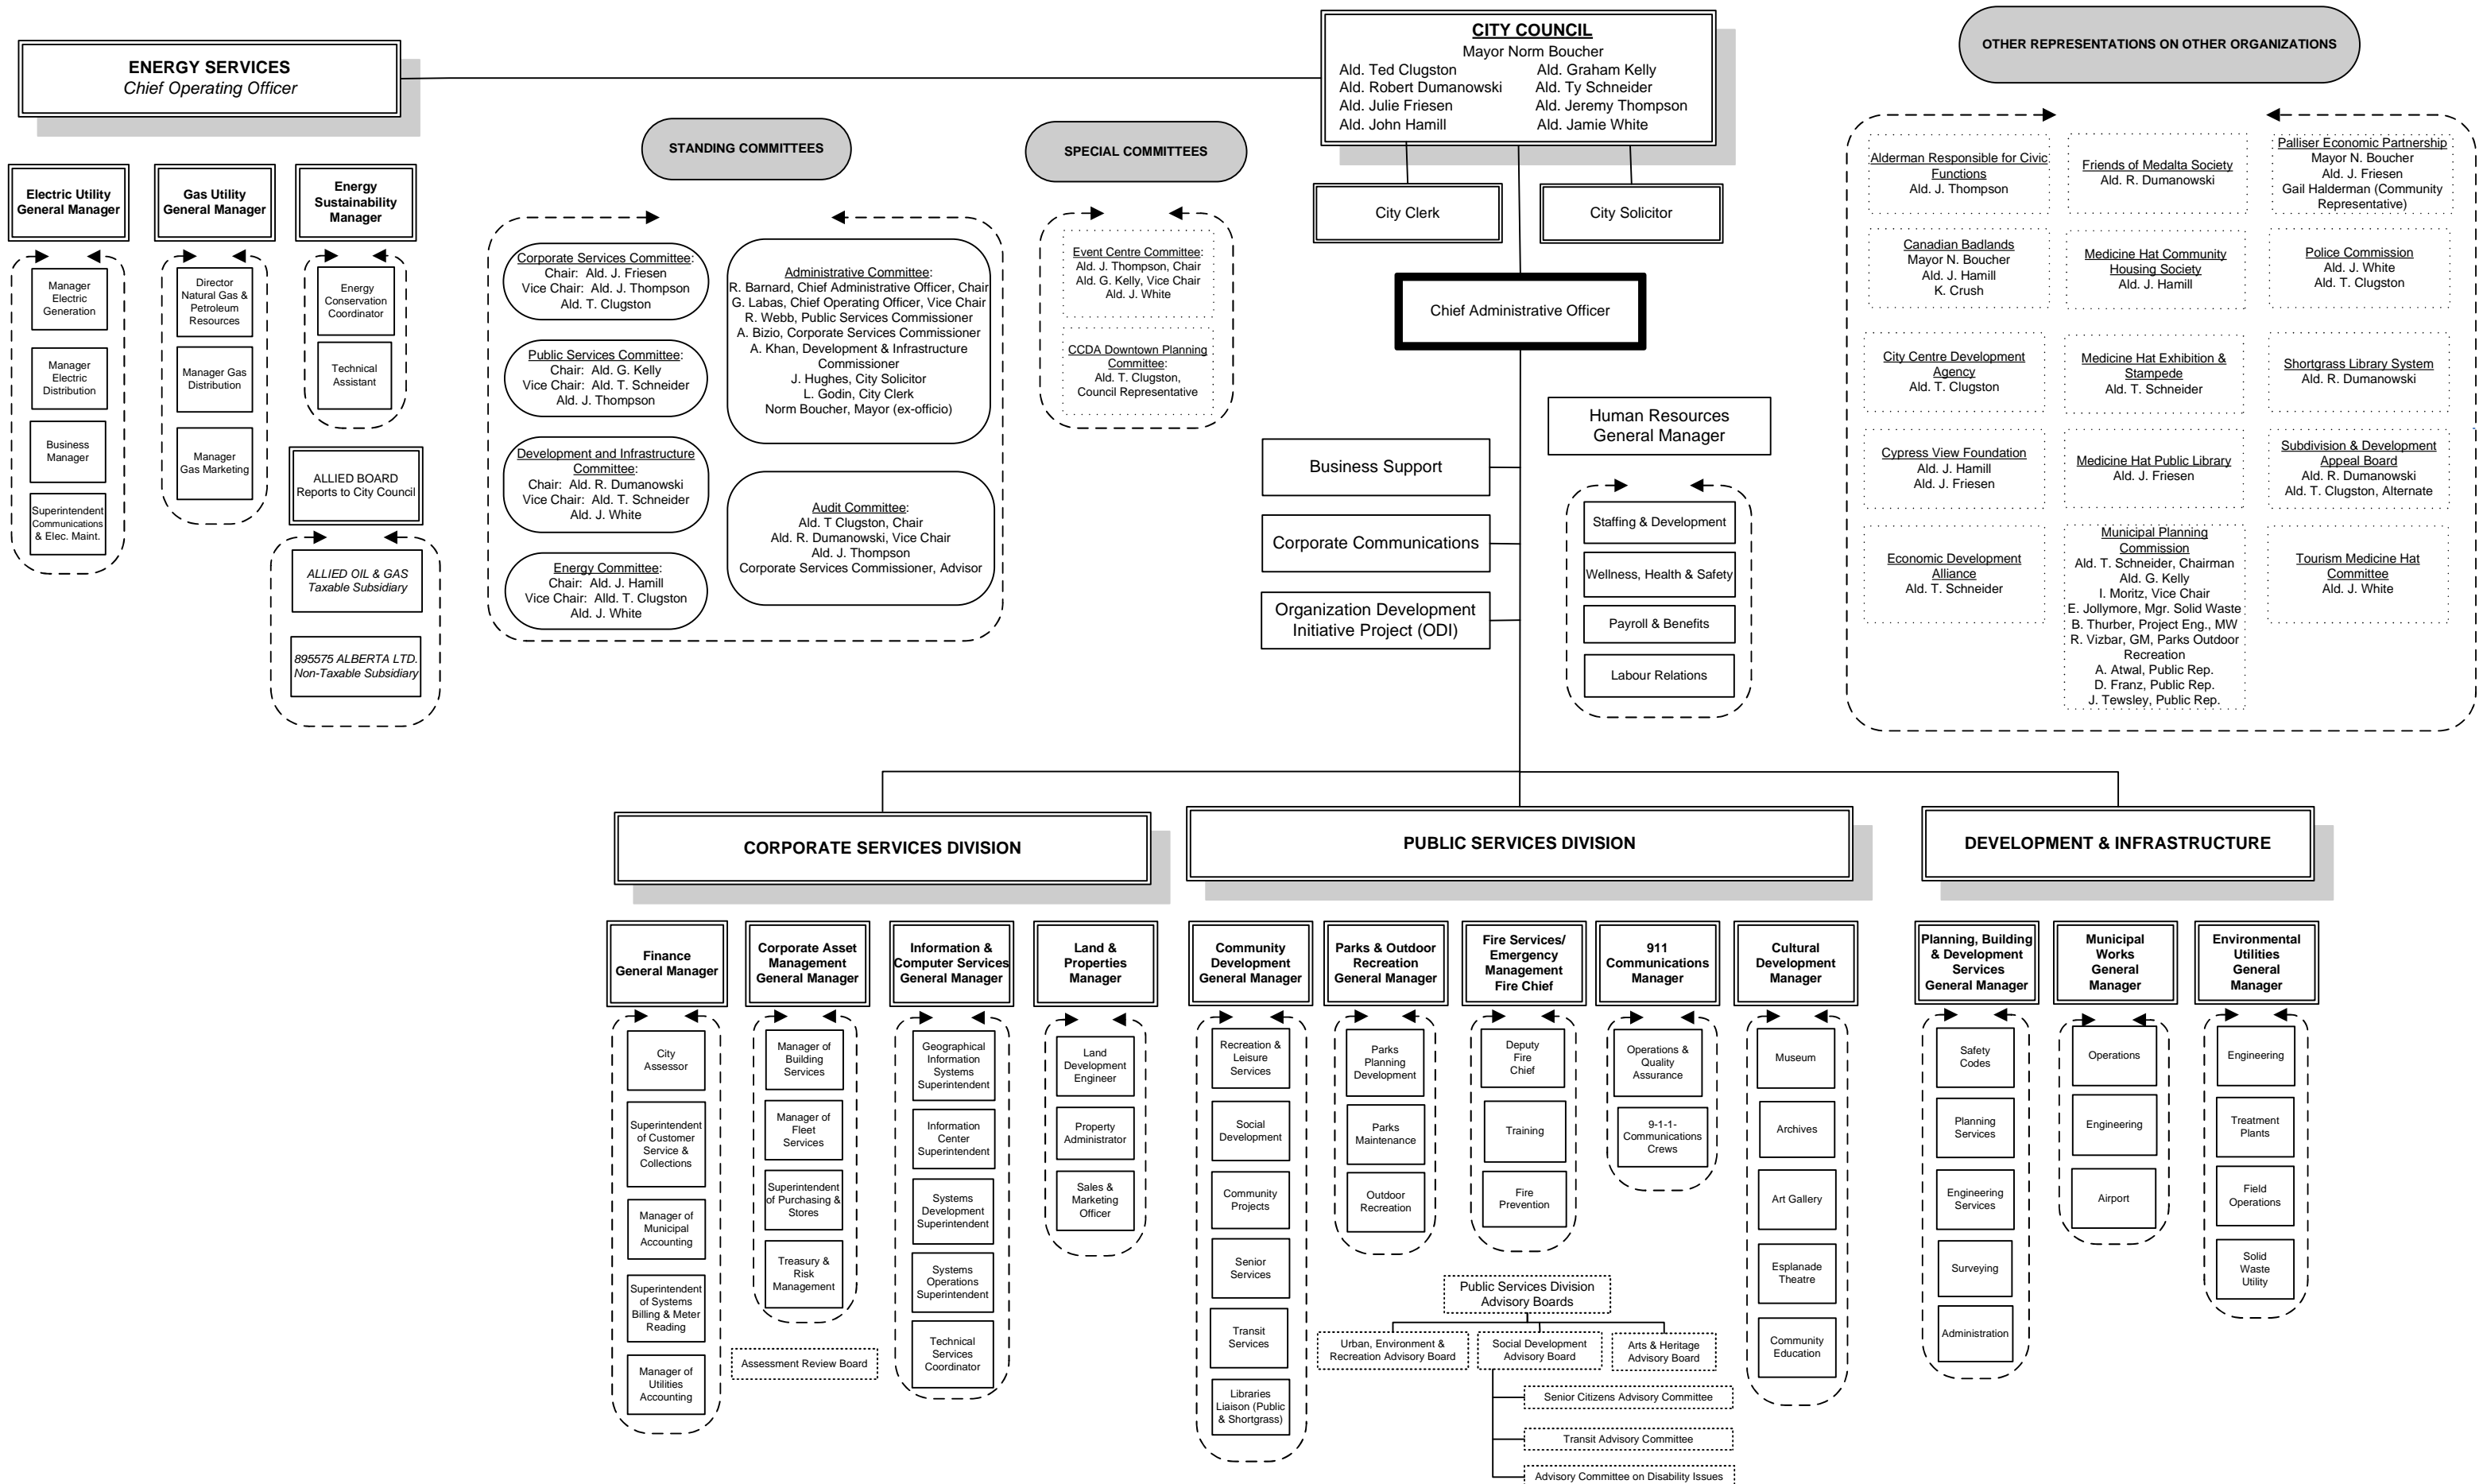 ENERGY SERVICES
Chief Operating Officer
CITY COUNCIL
Mayor Norm Boucher
Ald. Ted Clugston
Ald. Robert Dumanowski
Ald. Julie Friesen
Ald. John Hamill
Ald. Graham Kelly
Ald. Ty Schneider
Ald. Jeremy Thompson
Ald. Jamie White
OTHER REPRESENTATIONS ON OTHER ORGANIZATIONS
STANDING COMMITTEES
SPECIAL COMMITTEES
City Clerk
City Solicitor
Chief Administrative Officer
Electric Utility
General Manager
Manager
Electric
Generation
Manager
Electric
Distribution
Business
Manager
Superintendent
Communications
& Elec. Maint.
Gas Utility
General Manager
Director
Natural Gas &
Petroleum
Resources
Manager Gas
Distribution
Manager
Gas Marketing
Energy
Sustainability
Manager
Energy
Conservation
Coordinator
Technical
Assistant
ALLIED BOARD
Reports to City Council
ALLIED OIL & GAS
Taxable Subsidiary
895575 ALBERTA LTD.
Non-Taxable Subsidiary
Corporate Services Committee:
Chair: Ald. J. Friesen
Vice Chair: Ald. J. Thompson
Ald. T. Clugston
Public Services Committee:
Chair: Ald. G. Kelly
Vice Chair: Ald. T. Schneider
Ald. J. Thompson
Development and Infrastructure
Committee:
Chair: Ald. R. Dumanowski
Vice Chair: Ald. T. Schneider
Ald. J. White
Energy Committee:
Chair: Ald. J. Hamill
Vice Chair: Alld. T. Clugston
Ald. J. White
Administrative Committee:
R. Barnard, Chief Administrative Officer, Chair
G. Labas, Chief Operating Officer, Vice Chair
R. Webb, Public Services Commissioner
A. Bizio, Corporate Services Commissioner
A. Khan, Development & Infrastructure
Commissioner
J. Hughes, City Solicitor
L. Godin, City Clerk
Norm Boucher, Mayor (ex-officio)
Audit Committee:
Ald. T Clugston, Chair
Ald. R. Dumanowski, Vice Chair
Ald. J. Thompson
Corporate Services Commissioner, Advisor
Event Centre Committee:
Ald. J. Thompson, Chair
Ald. G. Kelly, Vice Chair
Ald. J. White
CCDA Downtown Planning
Committee:
Ald. T. Clugston,
Council Representative
Business Support
Corporate Communications
Organization Development
Initiative Project (ODI)
Human Resources
General Manager
Staffing & Development
Wellness, Health & Safety
Payroll & Benefits
Labour Relations
Alderman Responsible for Civic
Functions
Ald. J. Thompson
Canadian Badlands
Mayor N. Boucher
Ald. J. Hamill
K. Crush
City Centre Development
Agency
Ald. T. Clugston
Cypress View Foundation
Ald. J. Hamill
Ald. J. Friesen
Economic Development
Alliance
Ald. T. Schneider
Friends of Medalta Society
Ald. R. Dumanowski
Medicine Hat Community
Housing Society
Ald. J. Hamill
Medicine Hat Exhibition &
Stampede
Ald. T. Schneider
Medicine Hat Public Library
Ald. J. Friesen
Municipal Planning
Commission
Ald. T. Schneider, Chairman
Ald. G. Kelly
I. Moritz, Vice Chair
E. Jollymore, Mgr. Solid Waste
B. Thurber, Project Eng., MW
R. Vizbar, GM, Parks Outdoor
Recreation
A. Atwal, Public Rep.
D. Franz, Public Rep.
J. Tewsley, Public Rep.
Palliser Economic Partnership
Mayor N. Boucher
Ald. J. Friesen
Gail Halderman (Community
Representative)
Police Commission
Ald. J. White
Ald. T. Clugston
Shortgrass Library System
Ald. R. Dumanowski
Subdivision & Development
Appeal Board
Ald. R. Dumanowski
Ald. T. Clugston, Alternate
Tourism Medicine Hat
Committee
Ald. J. White
CORPORATE SERVICES DIVISION
PUBLIC SERVICES DIVISION
DEVELOPMENT & INFRASTRUCTURE
Finance
General Manager
City
Assessor
Superintendent
of Customer
Service &
Collections
Manager of
Municipal
Accounting
Superintendent
of Systems
Billing & Meter
Reading
Manager of
Utilities
Accounting
Corporate Asset
Management
General Manager
Manager of
Building
Services
Manager of
Fleet
Services
Superintendent
of Purchasing &
Stores
Treasury &
Risk
Management
Assessment Review Board
Information &
Computer Services
General Manager
Geographical
Information
Systems
Superintendent
Information
Center
Superintendent
Systems
Development
Superintendent
Systems
Operations
Superintendent
Technical
Services
Coordinator
Land &
Properties
Manager
Land
Development
Engineer
Property
Administrator
Sales &
Marketing
Officer
Community
Development
General Manager
Recreation &
Leisure
Services
Social
Development
Community
Projects
Senior
Services
Transit
Services
Libraries
Liaison (Public
& Shortgrass)
Parks & Outdoor
Recreation
General Manager
Parks
Planning
Development
Parks
Maintenance
Outdoor
Recreation
Fire Services/
Emergency
Management
Fire Chief
Deputy
Fire
Chief
Training
Fire
Prevention
911
Communications
Manager
Operations &
Quality
Assurance
9-1-1-
Communications
Crews
Cultural
Development
Manager
Museum
Archives
Art Gallery
Esplanade
Theatre
Community
Education
Public Services Division
Advisory Boards
Urban, Environment &
Recreation Advisory Board
Social Development
Advisory Board
Arts & Heritage
Advisory Board
Senior Citizens Advisory Committee
Transit Advisory Committee
Advisory Committee on Disability Issues
Planning, Building
& Development
Services
General Manager
Safety
Codes
Planning
Services
Engineering
Services
Surveying
Administration
Municipal
Works
General
Manager
Operations
Engineering
Airport
Environmental
Utilities
General
Manager
Engineering
Treatment
Plants
Field
Operations
Solid
Waste
Utility